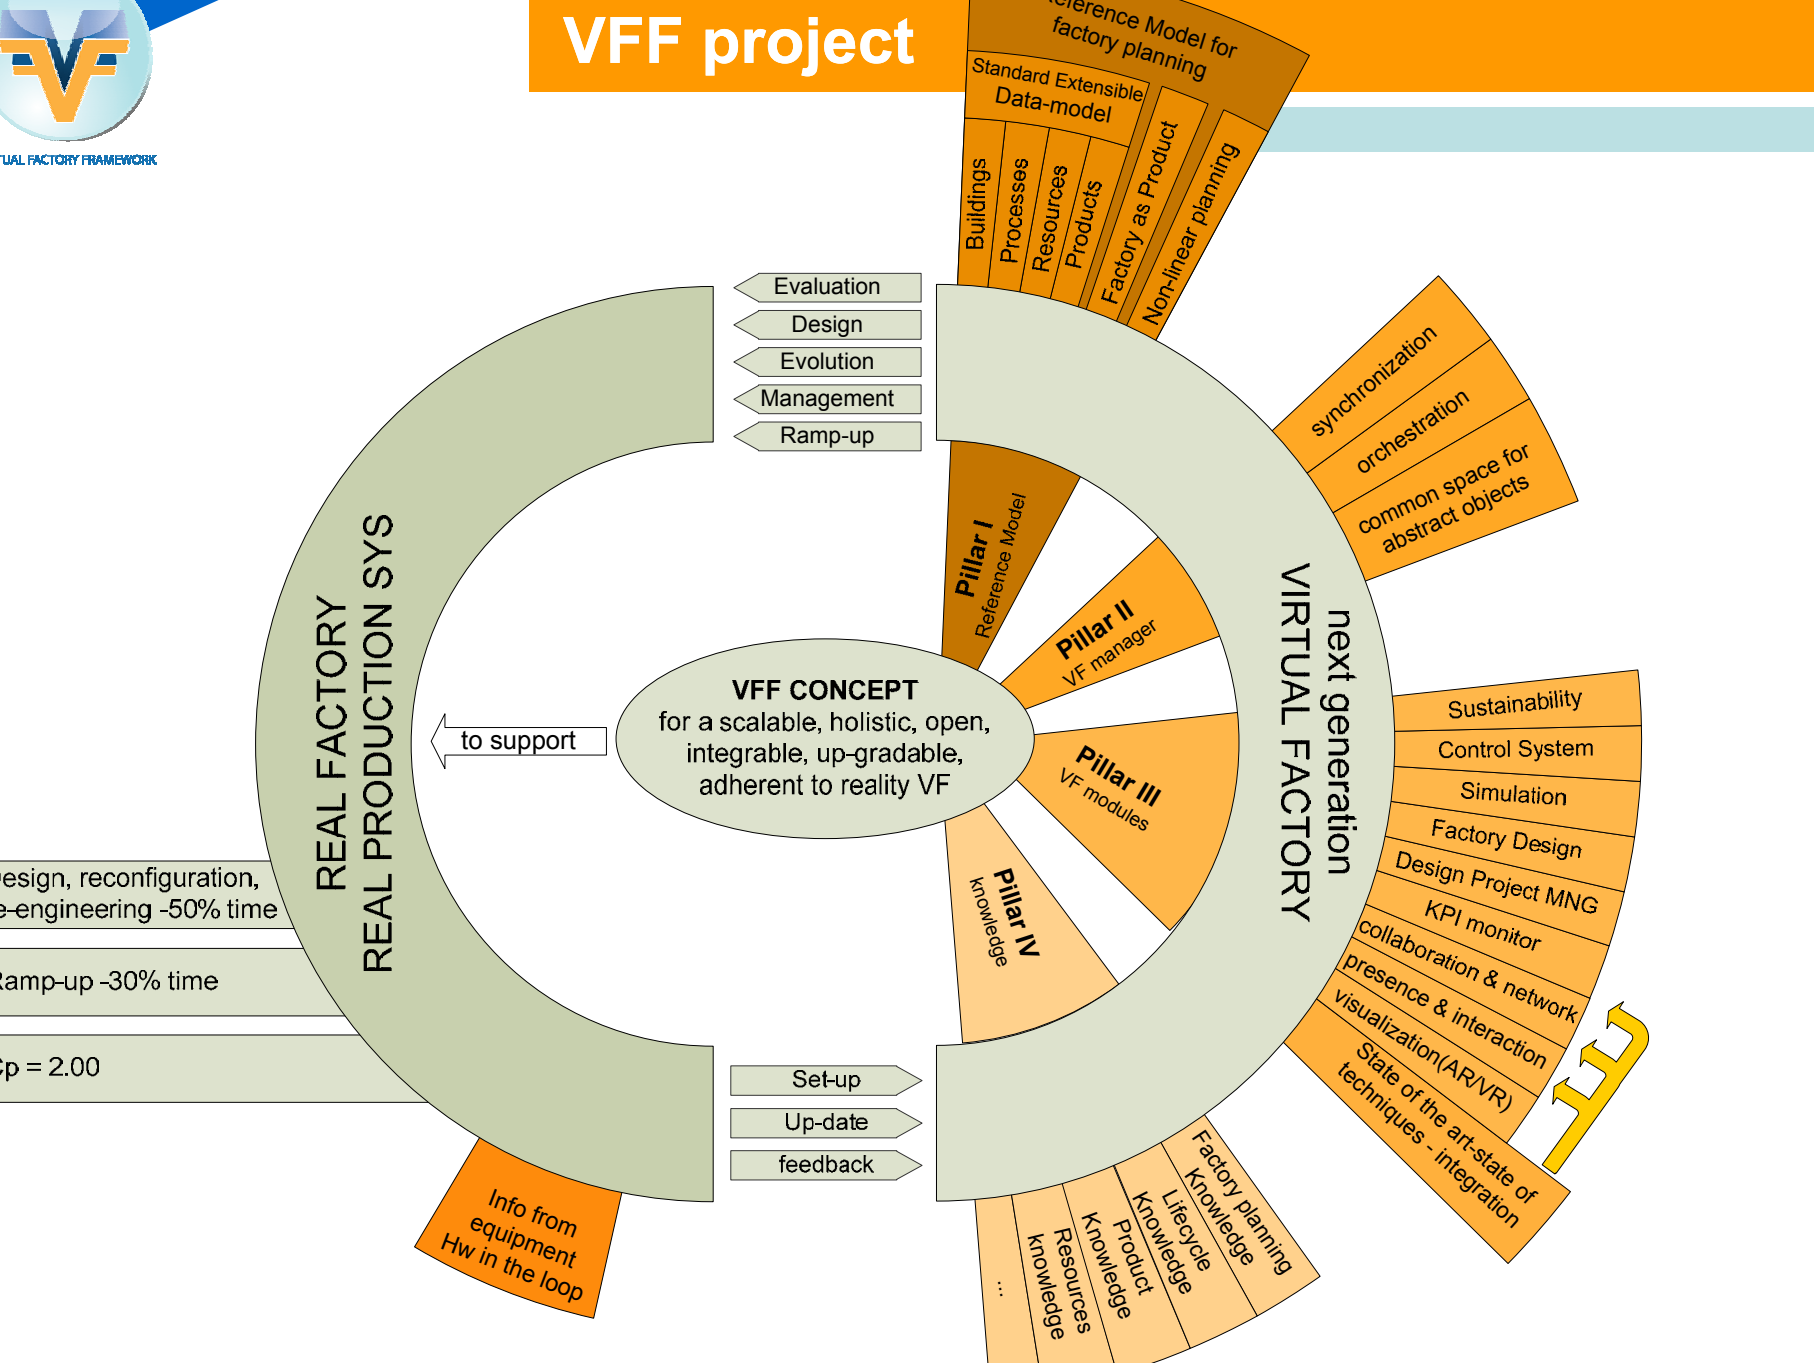 VFF project
TUAL FACTORY FRAMEWORK
Reference Model for
factory planning
Standard Extensible
Data-model
Buildings
Processes
Resources
Products
Factory as Product
Non-linear planning
Evaluation
Design
Evolution
Management
Ramp-up
synchronization
orchestration
common space for
abstract objects
REAL FACTORY
REAL PRODUCTION SYS
Pillar I
Reference Model
Pillar II
VF manager
Pillar III
VF modules
Pillar IV
knowledge
VFF CONCEPT
for a scalable, holistic, open,
integrable, up-gradable,
adherent to reality VF
to support
next generation
VIRTUAL FACTORY
Sustainability
Control System
Simulation
Factory Design
Design Project MNG
KPI monitor
collaboration & network
presence & interaction
visualization(AR/VR)
State of the art-state of
techniques - integration
esign, reconfiguration,
e-engineering -50% time
Ramp-up -30% time
Cp = 2.00
Set-up
Up-date
feedback
Info from
equipment
Hw in the loop
...
Resources
knowledge
Product
Knowledge
Lifecycle
Knowledge
Factory planning
Knowledge